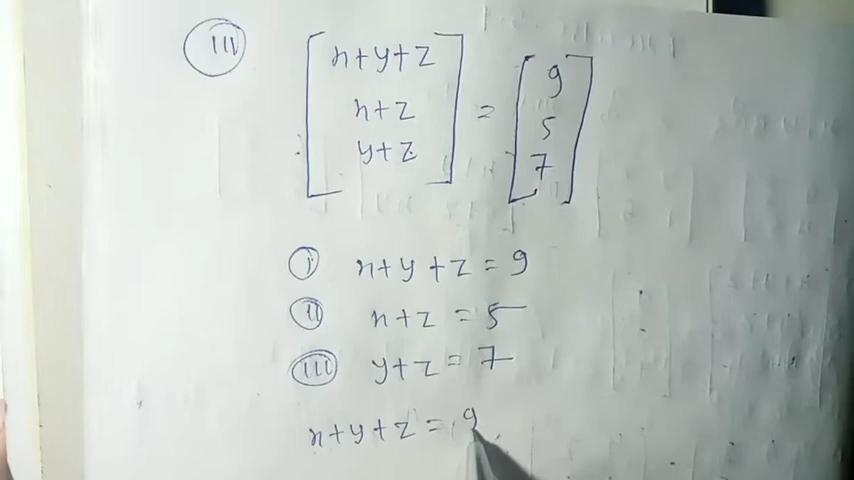 III
x+y+z
x+z
y+z
=
9
5
7
I x+y+z=9
II x+z=5
III y+z=7
x+y+z=9